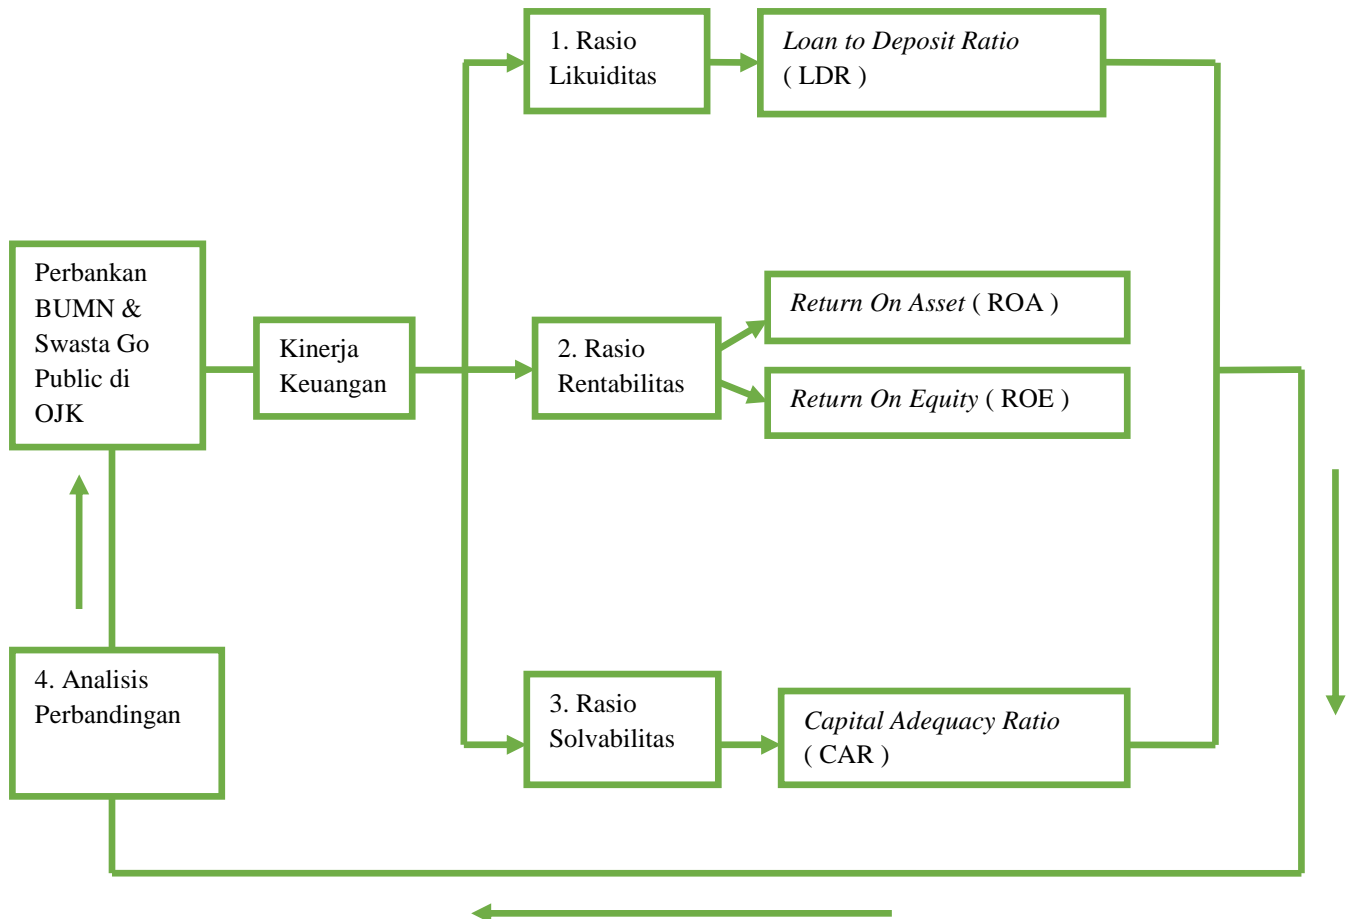 1. Rasio
Likuiditas
Loan to Deposit Ratio
( LDR )
Perbankan
BUMN &
Swasta Go
Public di
OJK
Kinerja
Keuangan
2. Rasio
Rentabilitas
Return On Asset ( ROA )
Return On Equity ( ROE )
4. Analisis
Perbandingan
3. Rasio
Solvabilitas
Capital Adequacy Ratio
( CAR )